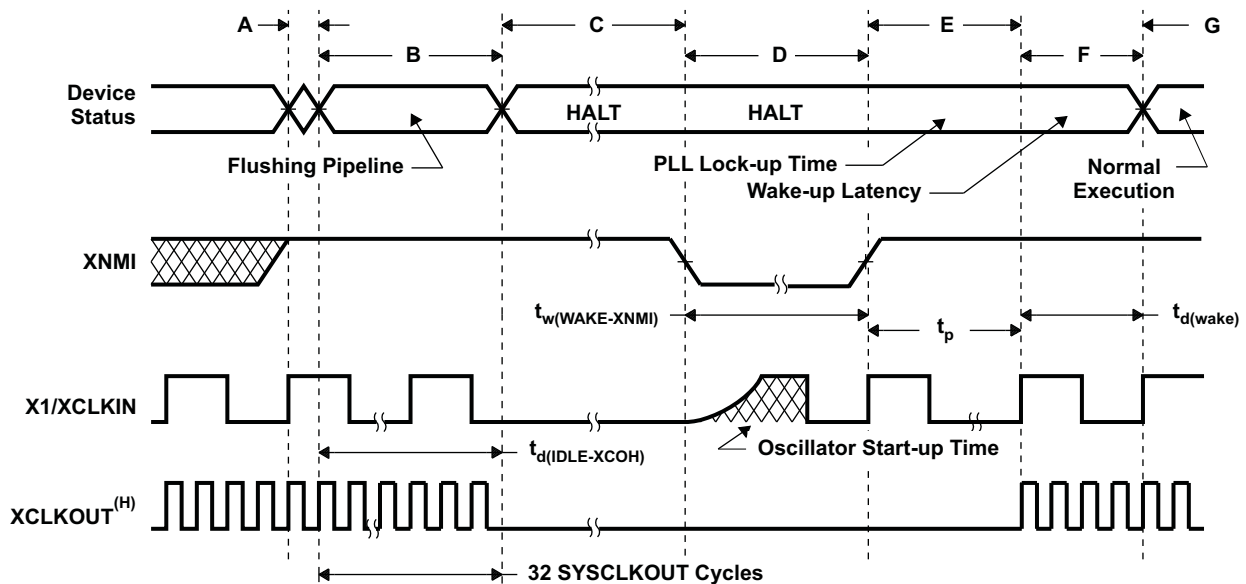 A
B
C
D
E
F
G
Device
Status
HALT
HALT
Flushing Pipeline
PLL Lock-up Time
Wake-up Latency
Normal
Execution
XNMI
tw(WAKE-XNMI)
tp
td(wake)
X1/XCLKIN
td(IDLE-XCOH)
Oscillator Start-up Time
XCLKOUT(H)
32 SYSCLKOUT Cycles